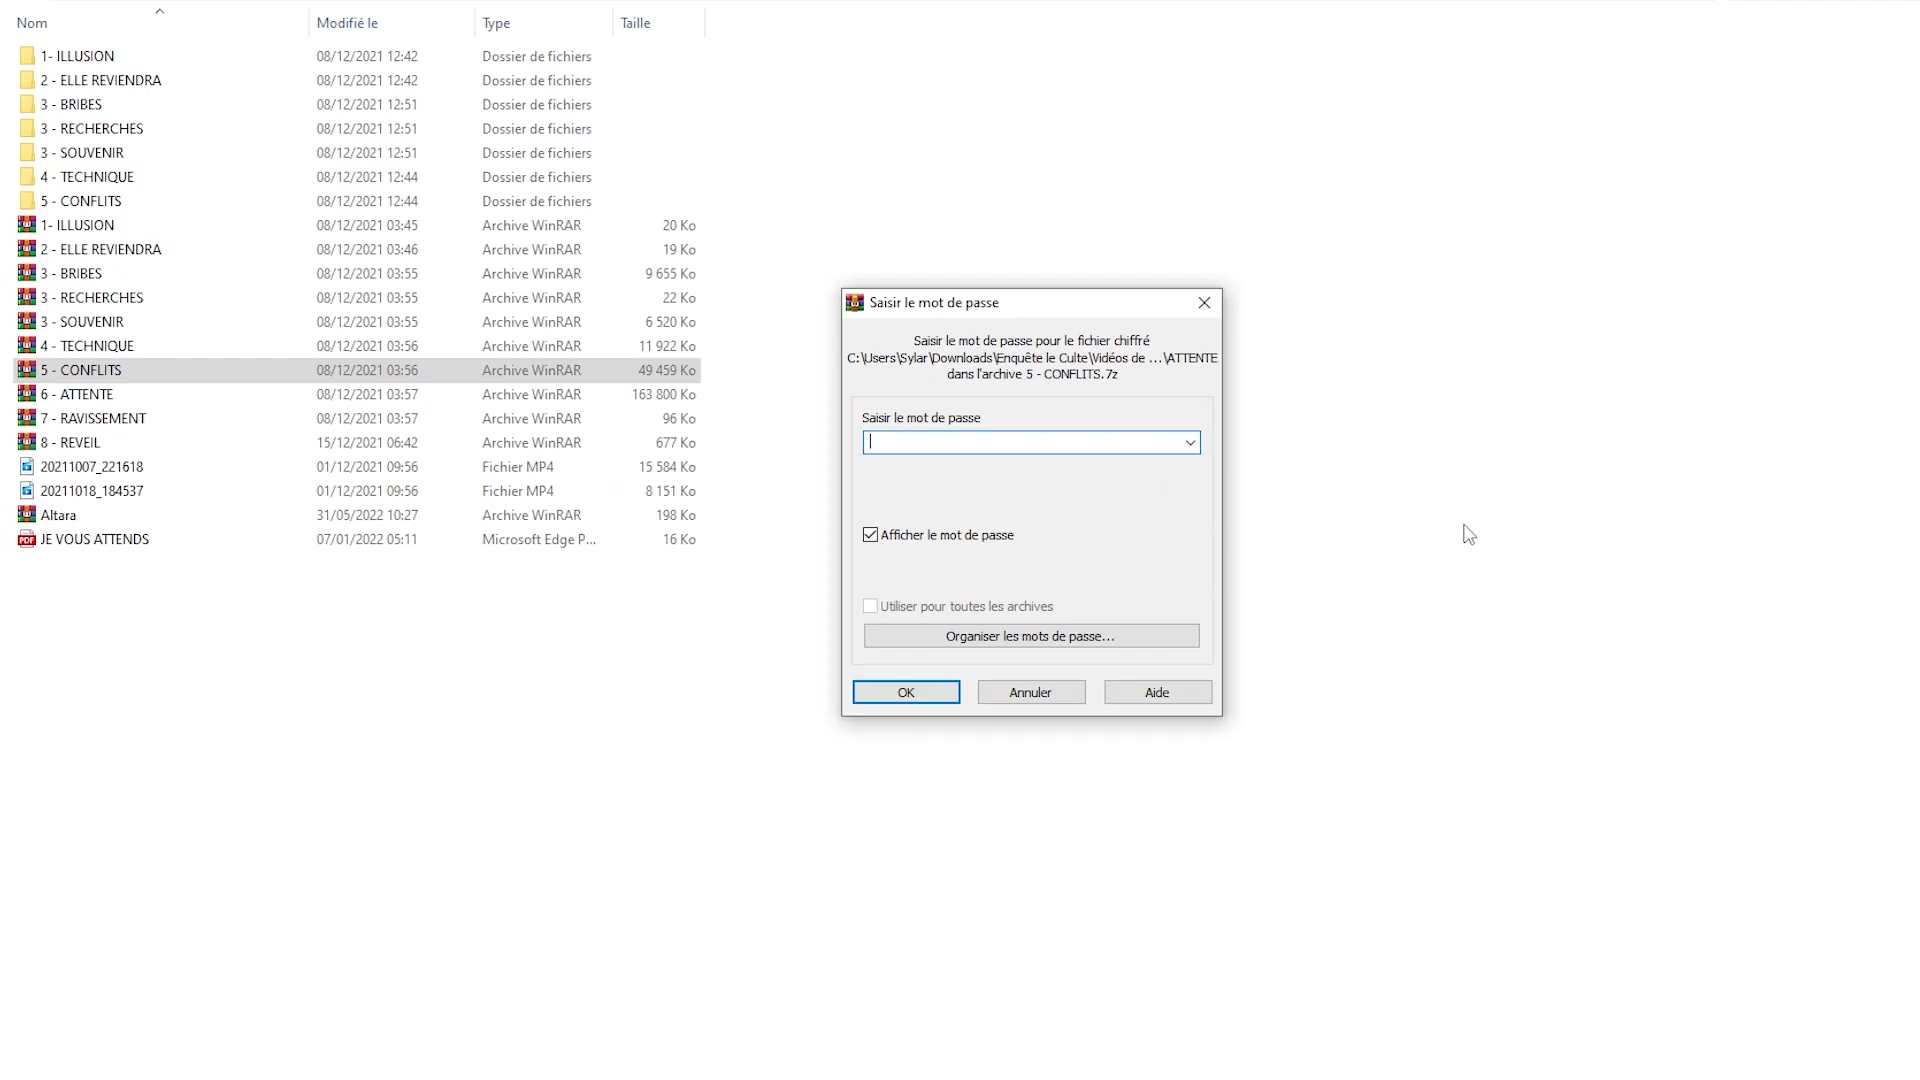 Nom Modifié le Type Taille
1- ILLUSION 08/12/2021 12:42 Dossier de fichiers
2 - ELLE REVIENDRA 08/12/2021 12:42 Dossier de fichiers
3 - BRIBES 08/12/2021 12:51 Dossier de fichiers
3 - RECHERCHES 08/12/2021 12:51 Dossier de fichiers
3 - SOUVENIR 08/12/2021 12:51 Dossier de fichiers
4 - TECHNIQUE 08/12/2021 12:44 Dossier de fichiers
5 - CONFLITS 08/12/2021 12:44 Dossier de fichiers
1- ILLUSION 08/12/2021 03:45 Archive WinRAR 20 Ko
2 - ELLE REVIENDRA 08/12/2021 03:46 Archive WinRAR 19 Ko
3 - BRIBES 08/12/2021 03:55 Archive WinRAR 9 655 Ko
3 - RECHERCHES 08/12/2021 03:55 Archive WinRAR 22 Ko
3 - SOUVENIR 08/12/2021 03:55 Archive WinRAR 6 520 Ko
4 - TECHNIQUE 08/12/2021 03:56 Archive WinRAR 11 922 Ko
5 - CONFLITS 08/12/2021 03:56 Archive WinRAR 49 459 Ko
6 - ATTENTE 08/12/2021 03:57 Archive WinRAR 163 800 Ko
7 - RAVISSEMENT 08/12/2021 03:57 Archive WinRAR 96 Ko
8 - REVEIL 15/12/2021 06:42 Archive WinRAR 677 Ko
20211007_221618 01/12/2021 09:56 Fichier MP4 15 584 Ko
20211018_184537 01/12/2021 09:56 Fichier MP4 8 151 Ko
Altara 31/05/2022 10:27 Archive WinRAR 198 Ko
PDF JE VOUS ATTENDS 07/01/2022 05:11 Microsoft Edge P... 16 Ko
Saisir le mot de passe
Saisir le mot de passe pour le fichier chiffré
C:\Users\Sylar\Downloads\Enquête le Culte\Vidéos de ...\ATTENTE
dans l'archive 5 - CONFLITS.7z
Saisir le mot de passe
Afficher le mot de passe
Utiliser pour toutes les archives
Organiser les mots de passe...
OK Annuler Aide